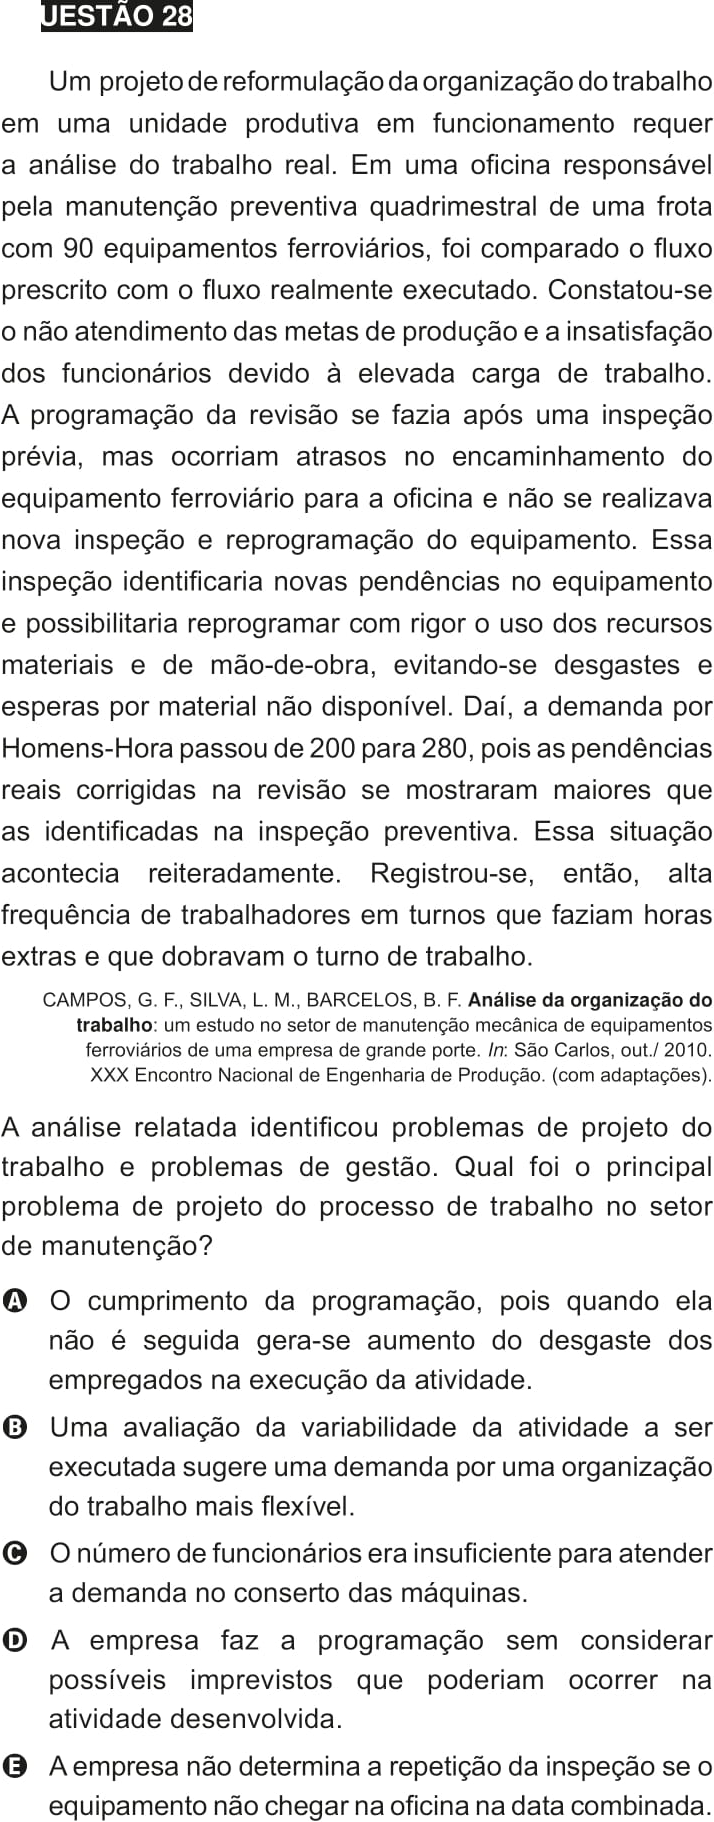 UESTÃO 28
Um projeto de reformulação da organização do trabalho
em uma unidade produtiva em funcionamento requer
a análise do trabalho real. Em uma oficina responsável
pela manutenção preventiva quadrimestral de uma frota
com 90 equipamentos ferroviários, foi comparado o fluxo
prescrito com o fluxo realmente executado. Constatou-se
o não atendimento das metas de produção e a insatisfação
dos funcionários devido à elevada carga de trabalho.
A programação da revisão se fazia após uma inspeção
prévia, mas ocorriam atrasos no encaminhamento do
equipamento ferroviário para a oficina e não se realizava
nova inspeção e reprogramação do equipamento. Essa
inspeção identificaria novas pendências no equipamento
e possibilitaria reprogramar com rigor o uso dos recursos
materiais e de mão-de-obra, evitando-se desgastes e
esperas por material não disponível. Daí, a demanda por
Homens-Hora passou de 200 para 280, pois as pendências
reais corrigidas na revisão se mostraram maiores que
as identificadas na inspeção preventiva. Essa situação
acontecia reiteradamente. Registrou-se, então, alta
frequência de trabalhadores em turnos que faziam horas
extras e que dobravam o turno de trabalho.
CAMPOS, G. F., SILVA, L. M., BARCELOS, B. F. Análise da organização do
trabalho: um estudo no setor de manutenção mecânica de equipamentos
ferroviários de uma empresa de grande porte. In: São Carlos, out./ 2010.
XXX Encontro Nacional de Engenharia de Produção. (com adaptações).
A análise relatada identificou problemas de projeto do
trabalho e problemas de gestão. Qual foi o principal
problema de projeto do processo de trabalho no setor
de manutenção?
A O cumprimento da programação, pois quando ela
não é seguida gera-se aumento do desgaste dos
empregados na execução da atividade.
B Uma avaliação da variabilidade da atividade a ser
executada sugere uma demanda por uma organização
do trabalho mais flexível.
C O número de funcionários era insuficiente para atender
a demanda no conserto das máquinas.
D A empresa faz a programação sem considerar
possíveis imprevistos que poderiam ocorrer na
atividade desenvolvida.
E A empresa não determina a repetição da inspeção se o
equipamento não chegar na oficina na data combinada.